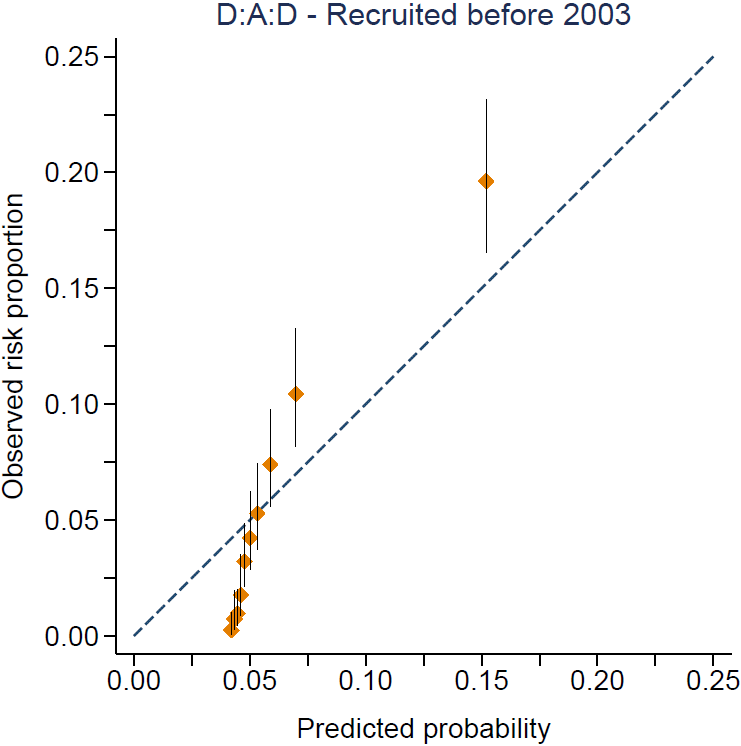 D:A:D - Recruited before 2003
Observed risk proportion
0.25
0.20
0.15
0.10
0.05
0.00
0.00 0.05 0.10 0.15 0.20 0.25
Predicted probability